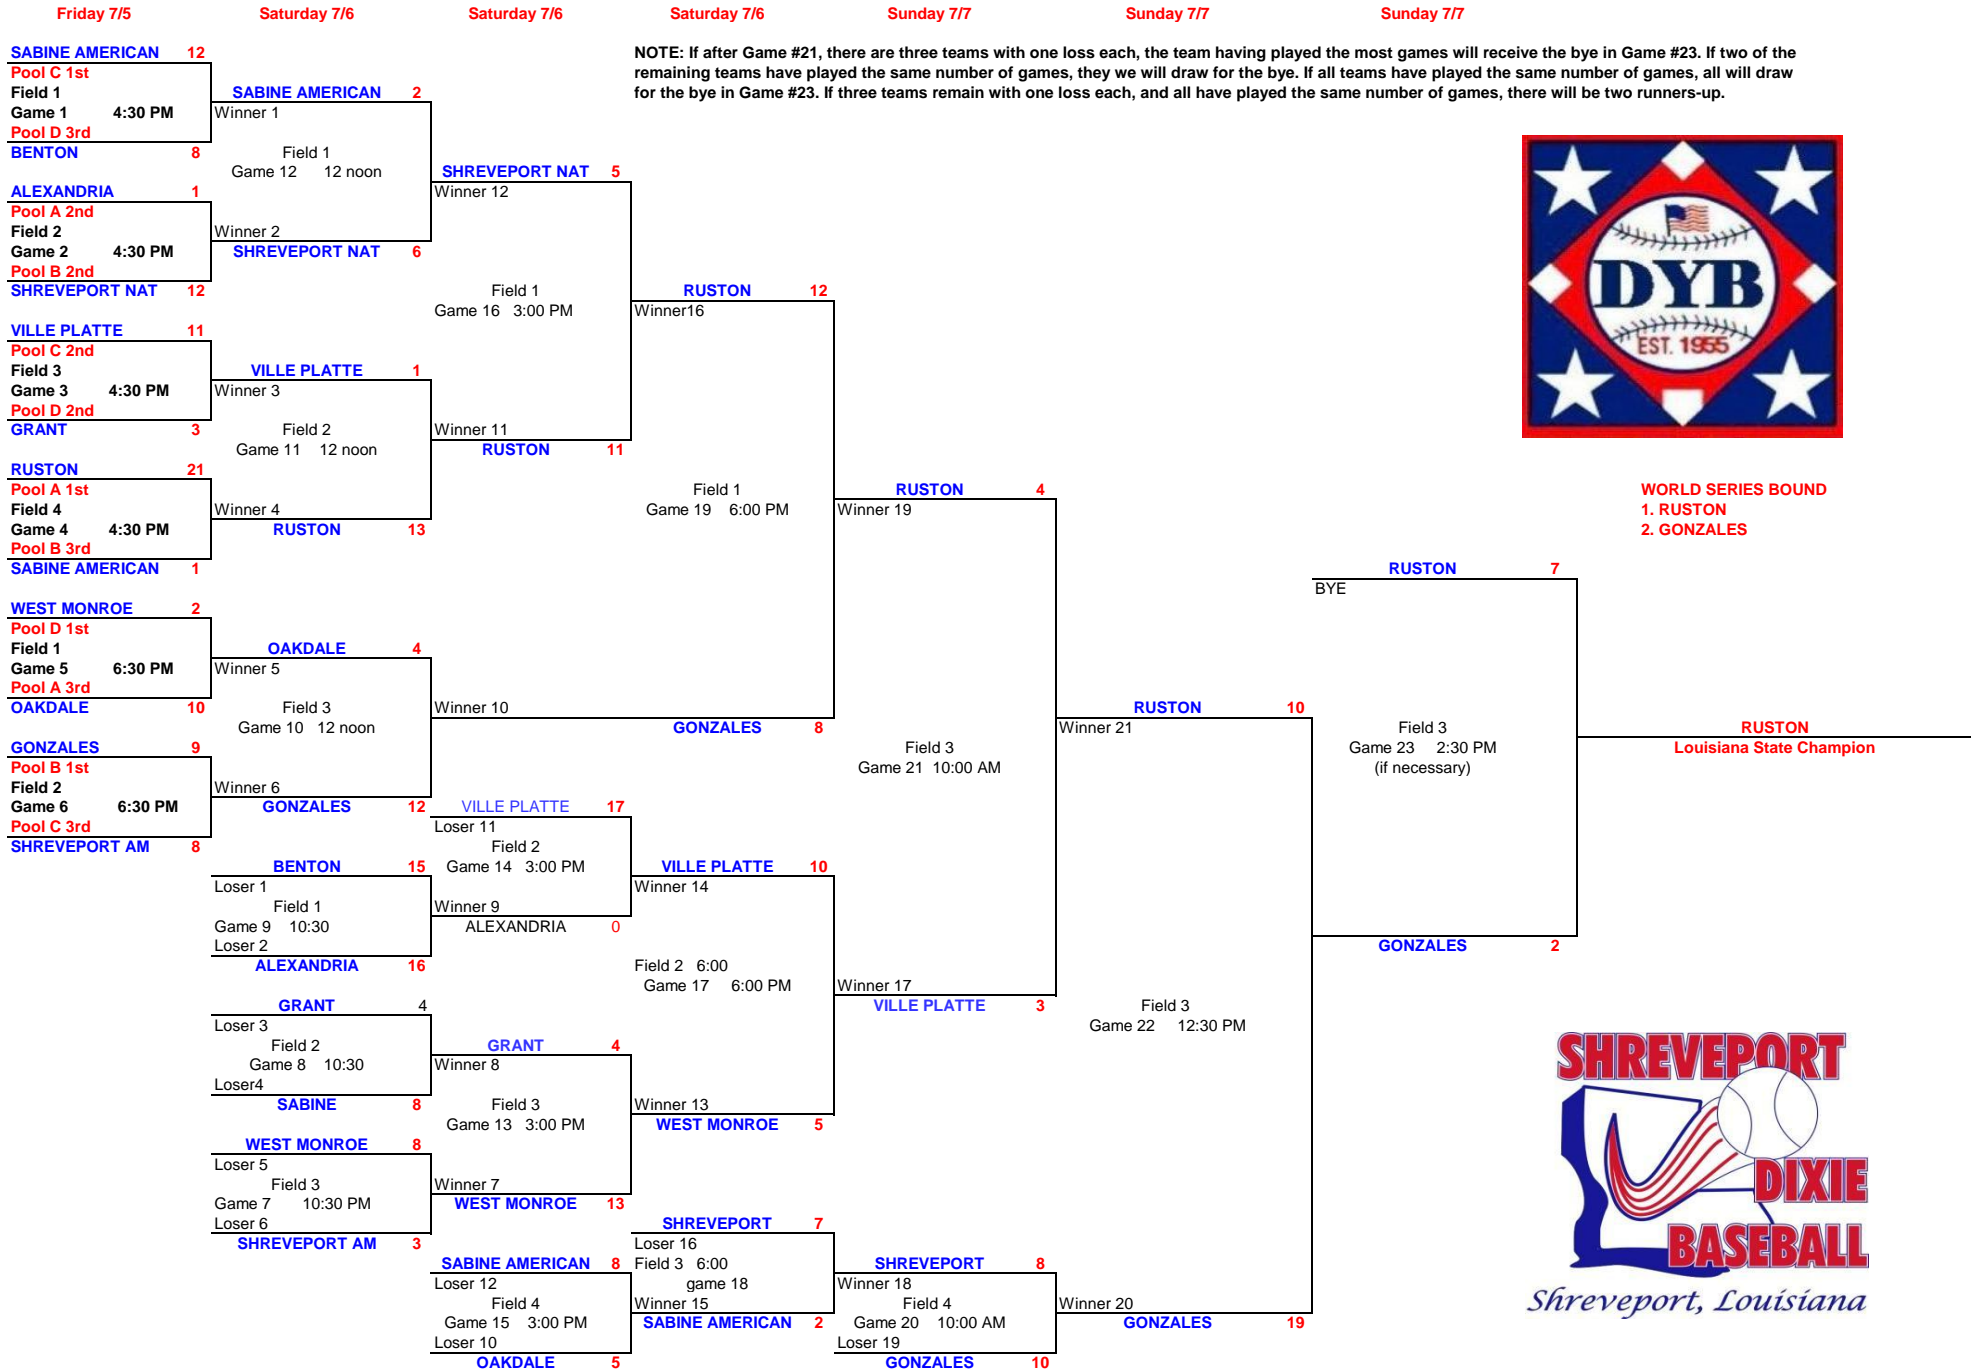 Friday 7/5 Saturday 7/6 Saturday 7/6 Saturday 7/6 Sunday 7/7 Sunday 7/7 Sunday 7/7
NOTE: If after Game #21, there are three teams with one loss each, the team having played the most games will receive the bye in Game #23. If two of the
remaining teams have played the same number of games, they we will draw for the bye. If all teams have played the same number of games, all will draw
for the bye in Game #23. If three teams remain with one loss each, and all have played the same number of games, there will be two runners-up.
SABINE AMERICAN 12
Pool C 1st
Field 1
Game 1 4:30 PM
Pool D 3rd
BENTON 8
ALEXANDRIA 1
Pool A 2nd
Field 2
Game 2 4:30 PM
Pool B 2nd
SHREVEPORT NAT 12
VILLE PLATTE 11
Pool C 2nd
Field 3
Game 3 4:30 PM
Pool D 2nd
GRANT 3
RUSTON 21
Pool A 1st
Field 4
Game 4 4:30 PM
Pool B 3rd
SABINE AMERICAN 1
WEST MONROE 2
Pool D 1st
Field 1
Game 5 6:30 PM
Pool A 3rd
OAKDALE 10
GONZALES 9
Pool B 1st
Field 2
Game 6 6:30 PM
Pool C 3rd
SHREVEPORT AM 8
SABINE AMERICAN 2
Winner 1
Field 1
Game 12 12 noon
Winner 2
SHREVEPORT NAT 6
VILLE PLATTE 1
Winner 3
Field 2
Game 11 12 noon
Winner 4
RUSTON 13
OAKDALE 4
Winner 5
Field 3
Game 10 12 noon
Winner 6
GONZALES 12
BENTON 15
Loser 1
Field 1
Game 9 10:30
Loser 2
ALEXANDRIA 16
GRANT 4
Loser 3
Field 2
Game 8 10:30
Loser4
SABINE 8
WEST MONROE 8
Loser 5
Field 3
Game 7 10:30 PM
Loser 6
SHREVEPORT AM 3
SHREVEPORT NAT 5
Winner 12
Field 1
Game 16 3:00 PM
Winner 11
RUSTON 11
Winner 10
VILLE PLATTE 17
Loser 11
Field 2
Game 14 3:00 PM
Winner 9
ALEXANDRIA 0
GRANT 4
Winner 8
Field 3
Game 13 3:00 PM
Winner 7
WEST MONROE 13
SABINE AMERICAN 8
Loser 12
Field 4
Game 15 3:00 PM
Loser 10
OAKDALE 5
RUSTON 12
Winner16
Field 1
Game 19 6:00 PM
GONZALES 8
VILLE PLATTE 10
Winner 14
Field 2 6:00
Game 17 6:00 PM
Winner 13
WEST MONROE 5
SHREVEPORT 7
Loser 16
Field 3 6:00
game 18
Winner 15
SABINE AMERICAN 2
RUSTON 4
Winner 19
Field 3
Game 21 10:00 AM
Winner 17
VILLE PLATTE 3
SHREVEPORT 8
Winner 18
Field 4
Game 20 10:00 AM
Loser 19
GONZALES 10
RUSTON 10
Winner 21
Field 3
Game 22 12:30 PM
Winner 20
GONZALES 19
RUSTON 7
BYE
Field 3
Game 23 2:30 PM
(if necessary)
GONZALES 2
RUSTON
Louisiana State Champion
DYB
EST. 1955
WORLD SERIES BOUND
1. RUSTON
2. GONZALES
SHREVEPORT
DIXIE
BASEBALL
Shreveport, Louisiana